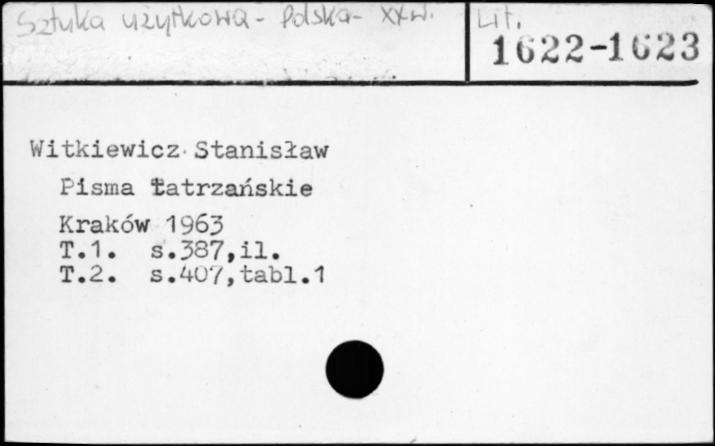 Sztuka użytkowa - Polska - XX w.
Lit.
1622-1623
Witkiewicz Stanisław
Pisma tatrzańskie
Kraków 1963
T.1. s.387,il.
T.2. s.407,tabl.1